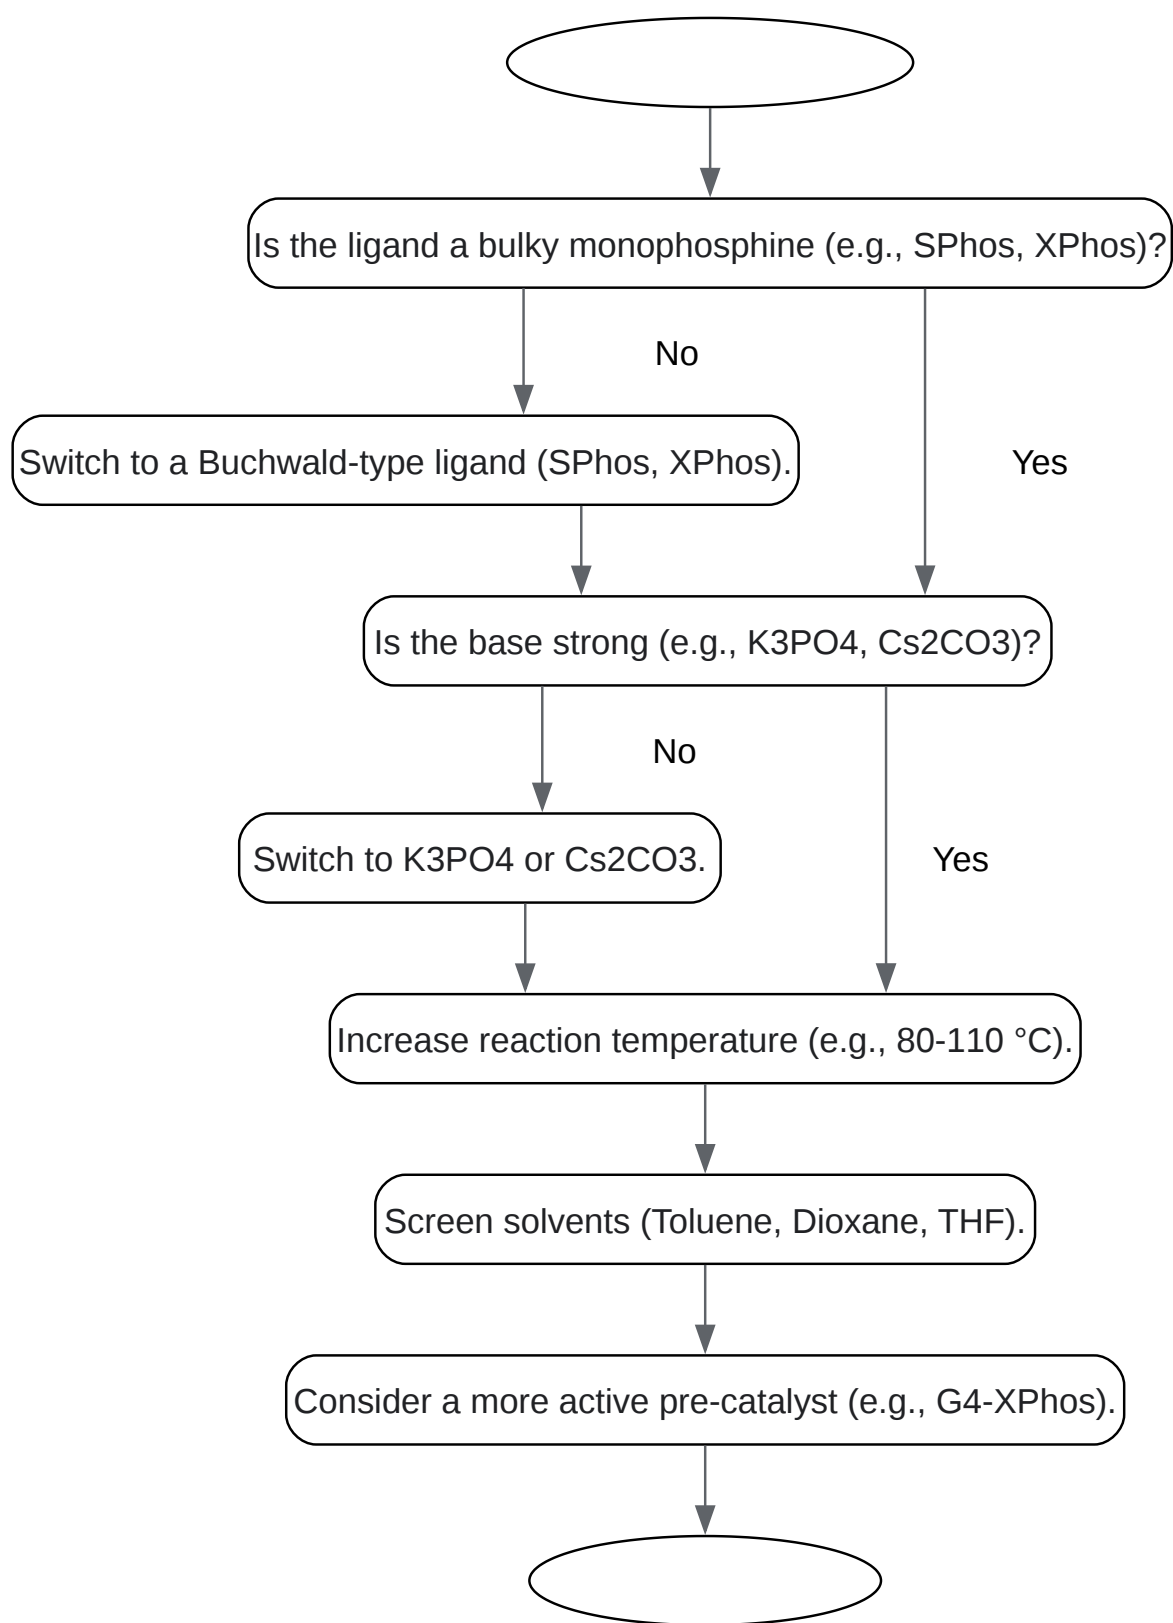 Is the ligand a bulky monophosphine (e.g., SPhos, XPhos)?
No
Switch to a Buchwald-type ligand (SPhos, XPhos).
Yes
Is the base strong (e.g., K3PO4, Cs2CO3)?
No
Switch to K3PO4 or Cs2CO3.
Yes
Increase reaction temperature (e.g., 80-110 °C).
Screen solvents (Toluene, Dioxane, THF).
Consider a more active pre-catalyst (e.g., G4-XPhos).